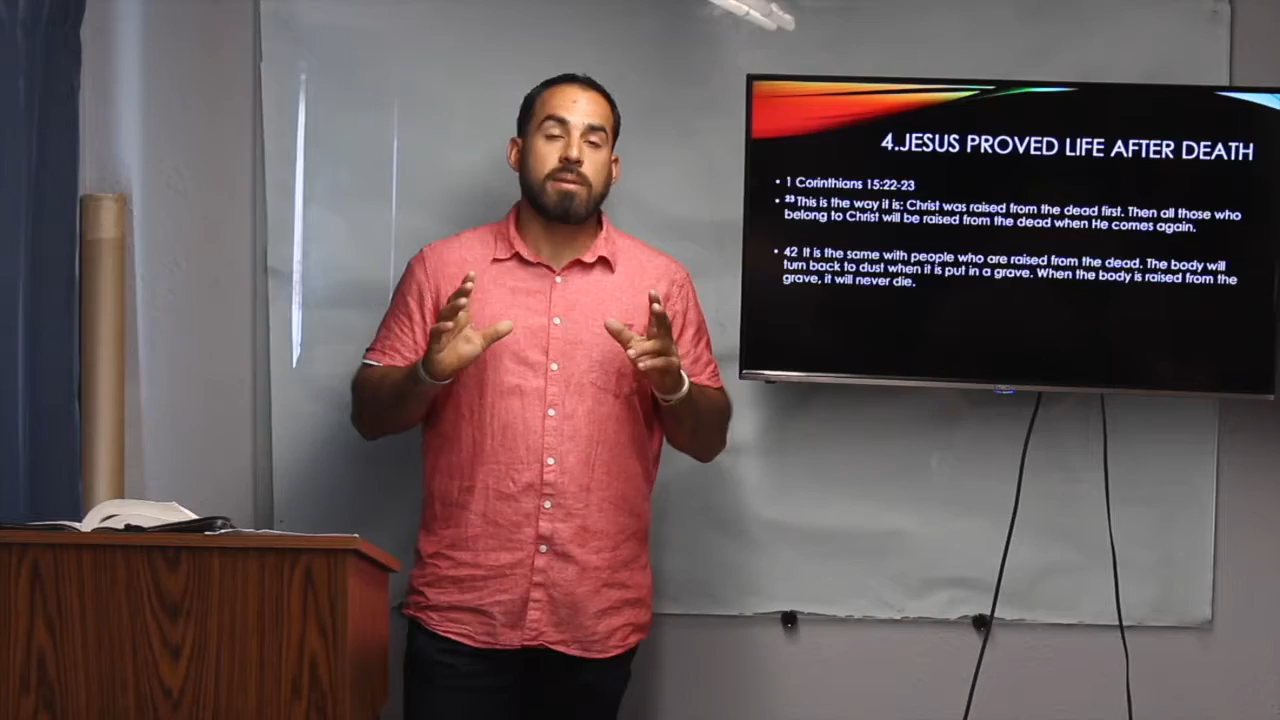 4.JESUS PROVED LIFE AFTER DEATH
• 1 Corinthians 15:22-23
• 23 This is the way it is: Christ was raised from the dead first. Then all those who
belong to Christ will be raised from the dead when He comes again.
• 42 It is the same with people who are raised from the dead. The body will
turn back to dust when it is put in a grave. When the body is raised from the
grave, it will never die.